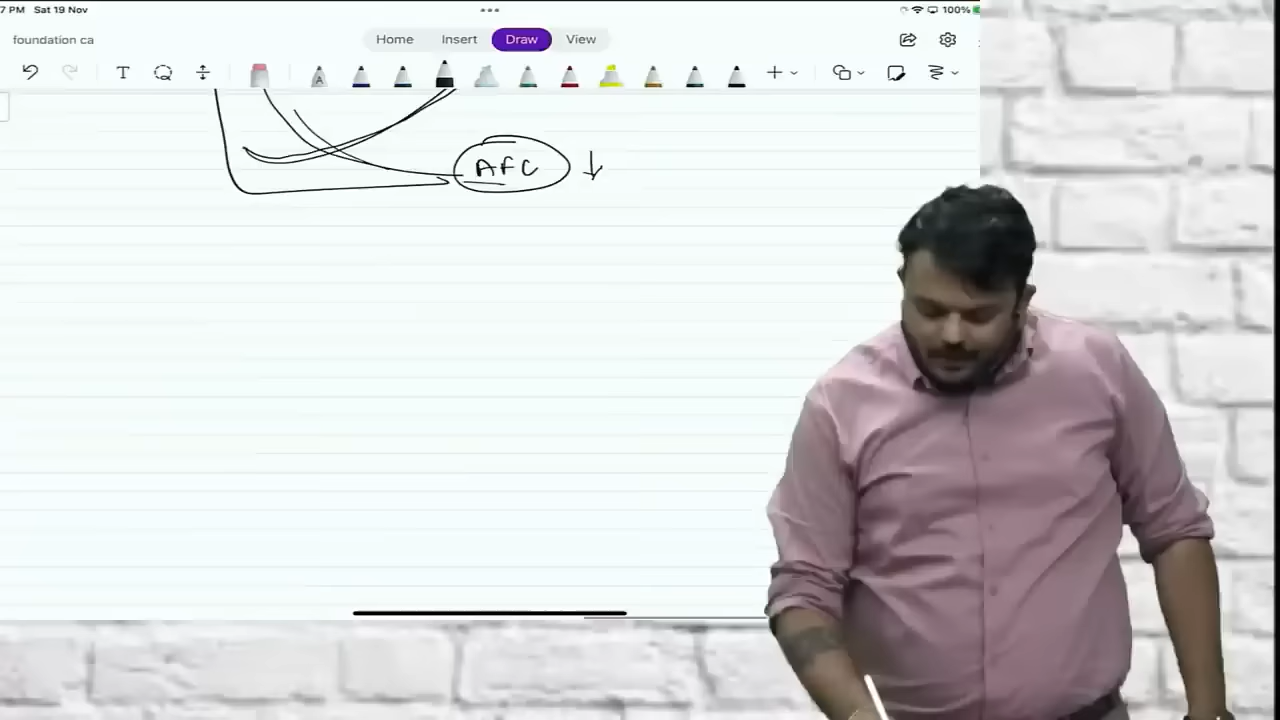 7 PM Sat 19 Nov
100%
foundation ca
Home Insert Draw View
T
A
AFC ↓